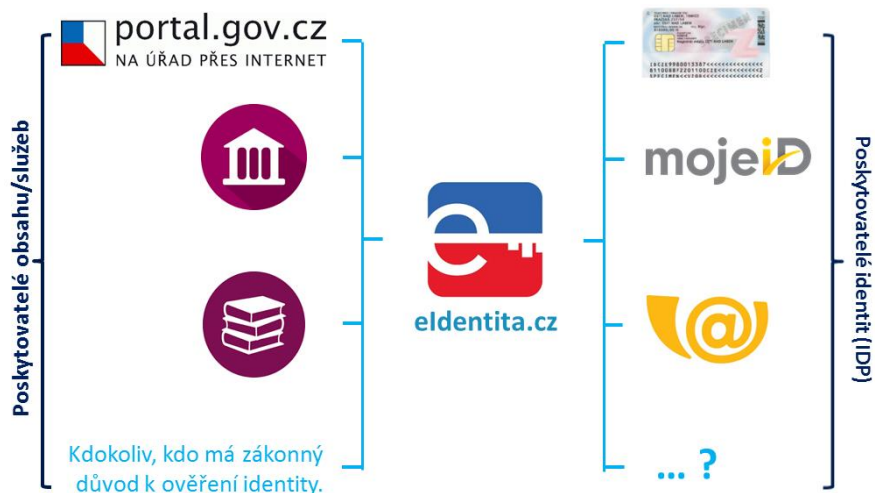 portal.gov.cz
NA ÚŘAD PŘES INTERNET
Poskytovatelé obsahu/služeb
Kdokoliv, kdo má zákonný
důvod k ověření identity.
eIdentita.cz
SPECIMEN
mojeiD
@
... ?
Poskytovatelé identit (IDP)